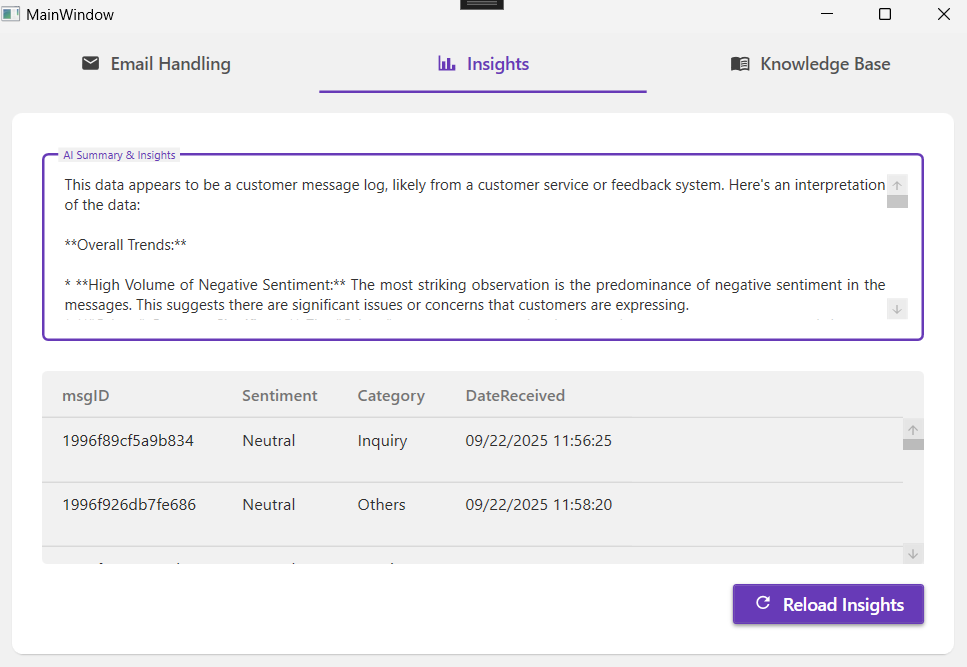 MainWindow
Email Handling
Insights
Knowledge Base
AI Summary & Insights
This data appears to be a customer message log, likely from a customer service or feedback system. Here's an interpretation
of the data:
**Overall Trends:**
* **High Volume of Negative Sentiment:** The most striking observation is the predominance of negative sentiment in the
messages. This suggests there are significant issues or concerns that customers are expressing.
msgID Sentiment Category DateReceived
1996f89cf5a9b834 Neutral Inquiry 09/22/2025 11:56:25
1996f926db7fe686 Neutral Others 09/22/2025 11:58:20
Reload Insights